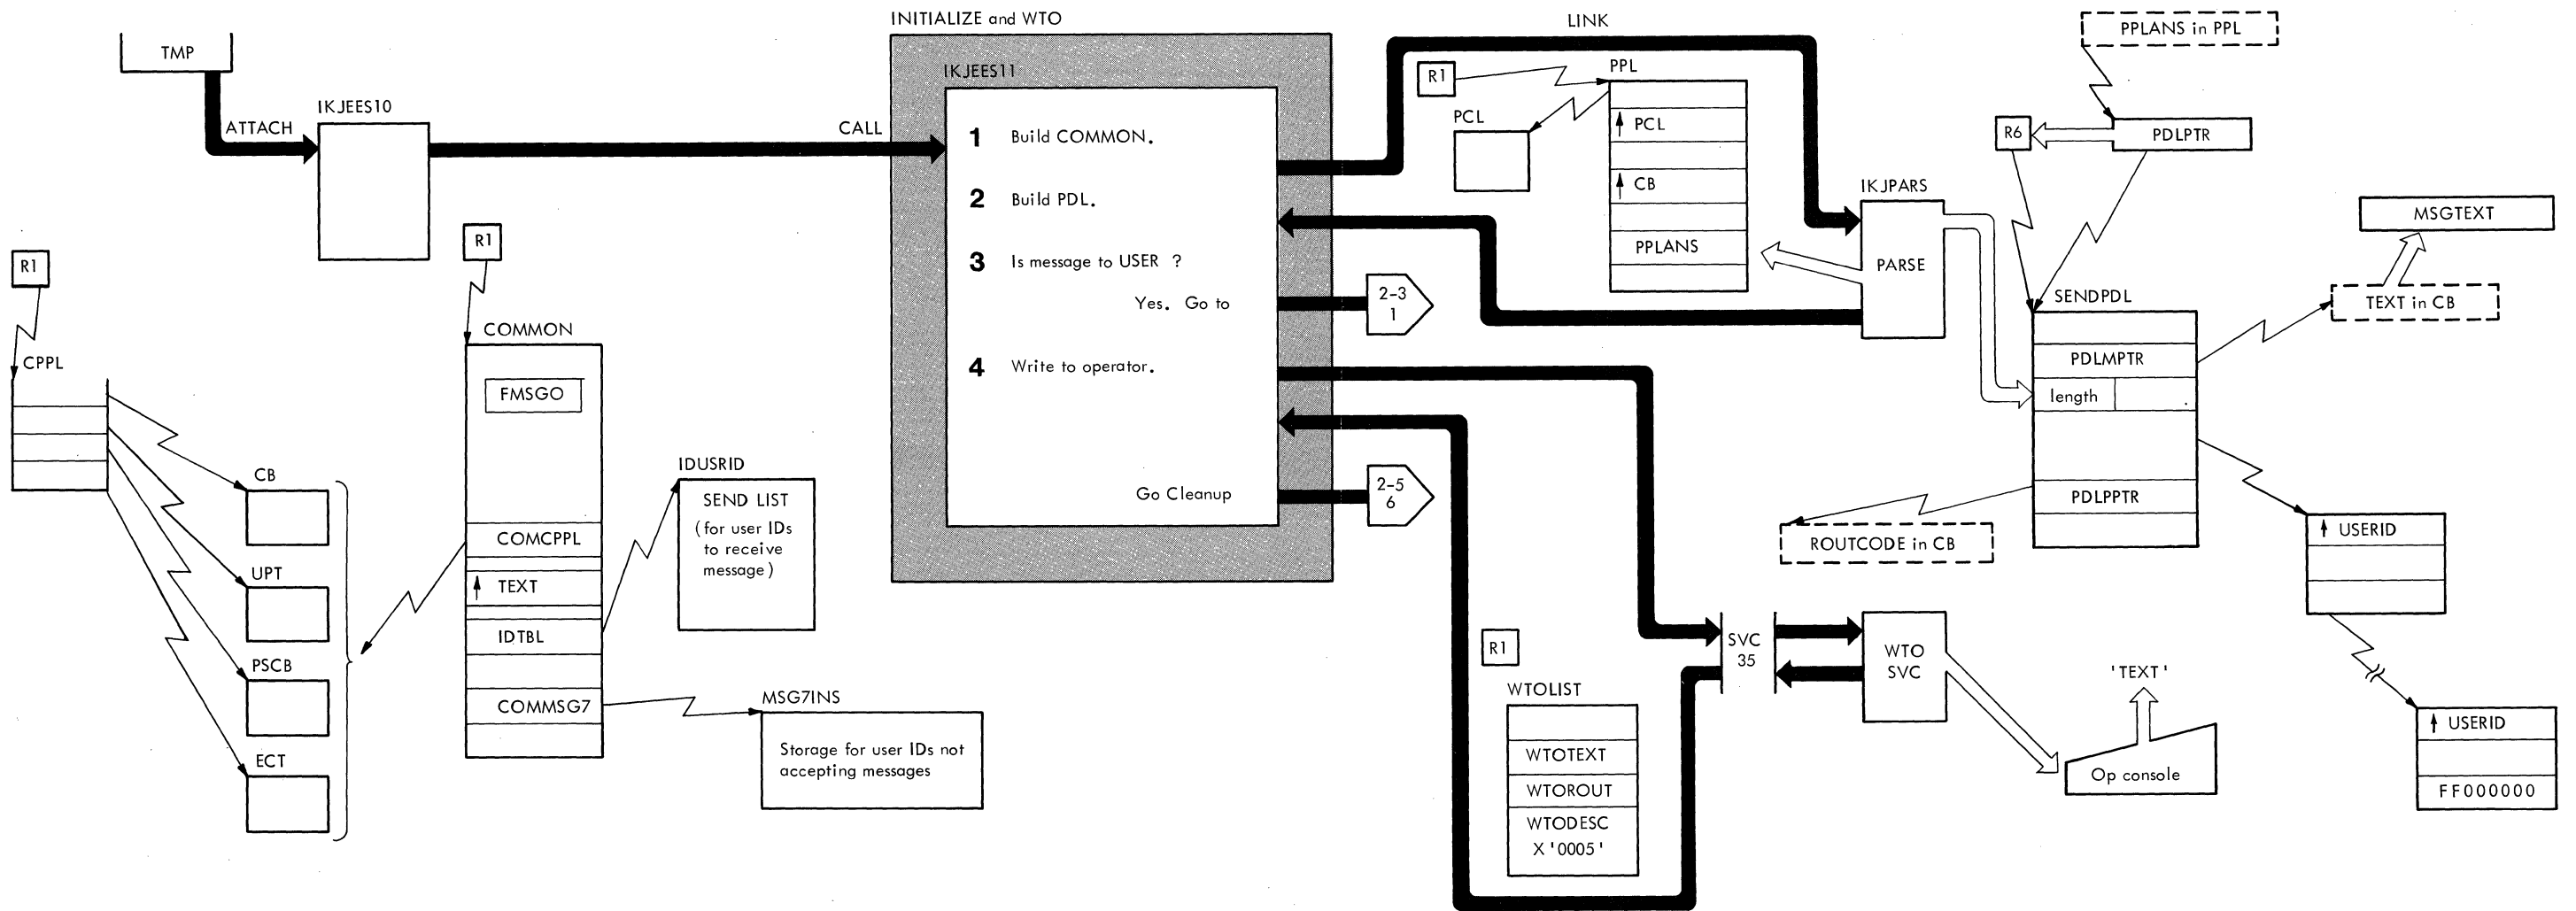 TMP
ATTACH
IKJEES10
CALL
R1
CPPL
CB
UPT
PSCB
ECT
R1
COMMON
FMSGO
COMCPPL
↑ TEXT
IDTBL
COMMSG7
IDUSRID
SEND LIST
(for user IDs
to receive
message)
MSG7INS
Storage for user IDs not
accepting messages
INITIALIZE and WTO
IKJEES11
1 Build COMMON.
2 Build PDL.
3 Is message to USER ?
Yes. Go to
2-3
1
4 Write to operator.
Go Cleanup
2-5
6
LINK
R1
PPL
PCL
↑ PCL
↑ CB
PPLANS
IKJPARS
PARSE
PPLANS in PPL
R6
PDLPTR
SENDPDL
PDLMPTR
length
PDLPPTR
MSGTEXT
TEXT in CB
ROUTCODE in CB
↑ USERID
↑ USERID
FF000000
R1
WTOLIST
WTOTEXT
WTOROUT
WTODESC
X '0005'
SVC
35
WTO
SVC
'TEXT'
Op console